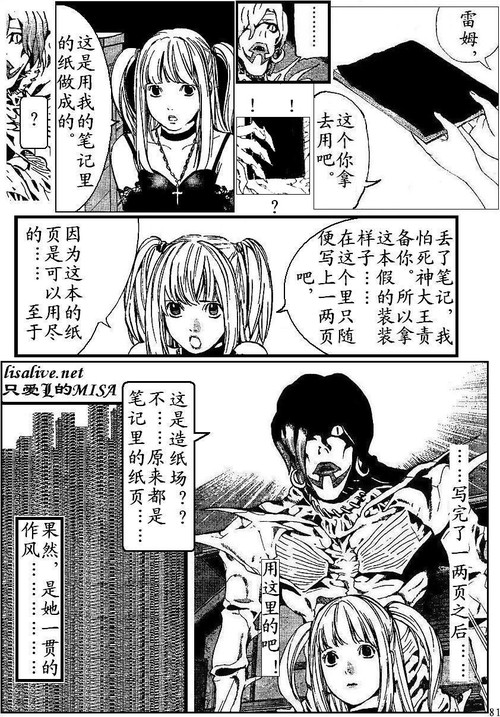 雷姆，
这个你拿
去用吧。
……
！ ！
？
这是用我的笔记里
的纸做成的。
？
丢了笔记，我
怕死神大王责
备你。所以拿
这本假的装装
样子……
在这个里只随
便写上一两页
吧，
因为这本的纸
页是可以用尽
的…… 至于
……写完了一两页之后……
用这里的吧！
这是造纸场？？
不……原来都是
笔记里的纸页……
果然，是她一贯的
作风………
lisalive.net
只爱L的MISA
81